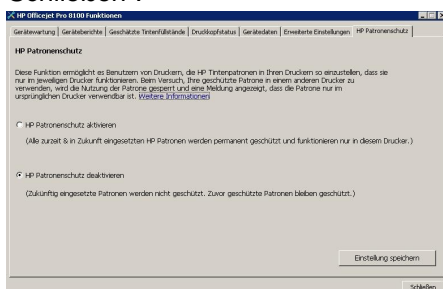 HP Officejet Pro 8100 Funktionen
Gerätewartung Geräteberichte Geschätzte Tintenfüllstände Druckkopfstatus Gerätedaten Erweiterte Einstellungen HP Patronenschutz
HP Patronenschutz
Diese Funktion ermöglicht es Benutzern von Druckern, die HP Tintenpatronen in Ihren Druckern so einzustellen, dass sie
nur im jeweiligen Drucker funktionieren. Beim Versuch, Ihre geschützte Patrone in einem anderen Drucker zu
verwenden, wird die Nutzung der Patrone gesperrt und eine Meldung angezeigt, dass die Patrone nur im
ursprünglichen Drucker verwendbar ist. Weitere Informationen
HP Patronenschutz aktivieren
(Alle zurzeit & in Zukunft eingesetzten HP Patronen werden permanent geschützt und funktionieren nur in diesem Drucker.)
HP Patronenschutz deaktivieren
(Zukünftig eingesetzte Patronen werden nicht geschützt. Zuvor geschützte Patronen bleiben geschützt.)
Einstellung speichern
Schließen